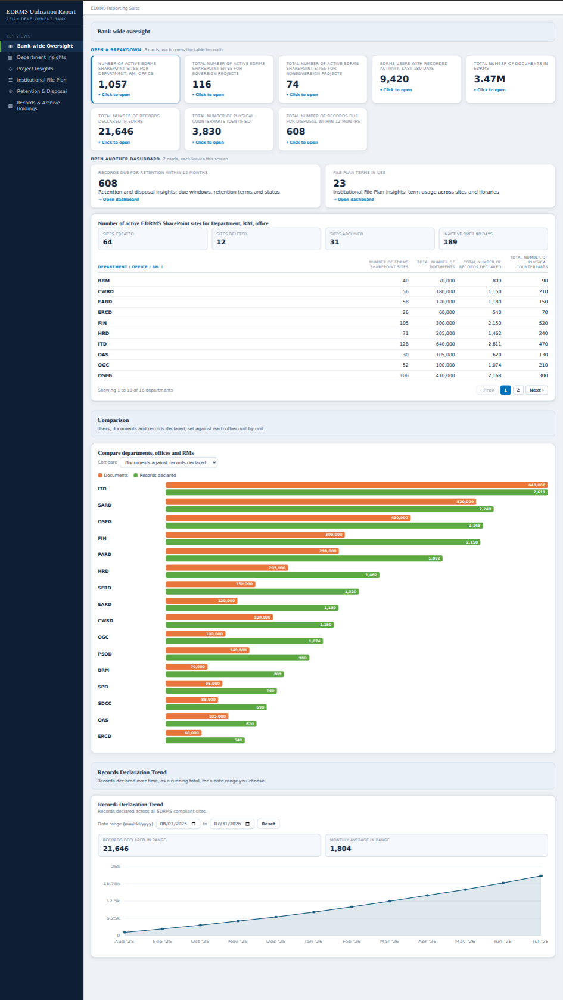 EDRMS Utilization Report
ASIAN DEVELOPMENT BANK
KEY VIEWS
Bank-wide Oversight
Department Insights
Project Insights
Institutional File Plan
Retention & Disposal
Records & Archive
Holdings
EDRMS Reporting Suite
Bank-wide oversight
OPEN A BREAKDOWN 8 cards, each opens the table beneath
NUMBER OF ACTIVE EDRMS
SHAREPOINT SITES FOR
DEPARTMENT, RM, OFFICE
1,057
▾ Click to open
TOTAL NUMBER OF ACTIVE EDRMS
SHAREPOINT SITES FOR
SOVEREIGN PROJECTS
116
▾ Click to open
TOTAL NUMBER OF ACTIVE EDRMS
SHAREPOINT SITES FOR
NONSOVEREIGN PROJECTS
74
▾ Click to open
EDRMS USERS WITH RECORDED
ACTIVITY, LAST 180 DAYS
9,420
▾ Click to open
TOTAL NUMBER OF DOCUMENTS IN
EDRMS
3.47M
▾ Click to open
TOTAL NUMBER OF RECORDS
DECLARED IN EDRMS
21,646
▾ Click to open
TOTAL NUMBER OF PHYSICAL
COUNTERPARTS IDENTIFIED
3,830
▾ Click to open
TOTAL NUMBER OF RECORDS DUE
FOR DISPOSAL WITHIN 12 MONTHS
608
▾ Click to open
OPEN ANOTHER DASHBOARD 2 cards, each leaves this screen
RECORDS DUE FOR RETENTION WITHIN 12 MONTHS
608
Retention and disposal insights: due windows, retention terms and status
→ Open dashboard
FILE PLAN TERMS IN USE
23
Institutional File Plan insights: term usage across sites and libraries
→ Open dashboard
Number of active EDRMS SharePoint sites for Department, RM, office
SITES CREATED
64
SITES DELETED
12
SITES ARCHIVED
31
INACTIVE OVER 90 DAYS
189
DEPARTMENT / OFFICE / RM ↑
NUMBER OF EDRMS
SHAREPOINT SITES
TOTAL NUMBER OF
DOCUMENTS
TOTAL NUMBER OF
RECORDS DECLARED
TOTAL NUMBER OF
PHYSICAL
COUNTERPARTS
BRM 40 70,000 809 90
CWRD 56 180,000 1,150 210
EARD 58 120,000 1,180 150
ERCD 26 60,000 540 70
FIN 105 300,000 2,150 520
HRD 71 205,000 1,462 240
ITD 128 640,000 2,611 470
OAS 30 105,000 620 130
OGC 52 100,000 1,074 210
OSFG 106 410,000 2,168 300
Showing 1 to 10 of 16 departments
‹ Prev 1 2 Next ›
Comparison
Users, documents and records declared, set against each other unit by unit.
Compare departments, offices and RMs
Compare Documents against records declared
Documents Records declared
ITD
640,000
2,611
SARD
520,000
2,240
OSFG
410,000
2,168
FIN
300,000
2,150
PARD
290,000
1,892
HRD
205,000
1,462
SERD
150,000
1,320
EARD
120,000
1,180
CWRD
180,000
1,150
OGC
100,000
1,074
PSOD
140,000
980
BRM
70,000
809
SPD
95,000
760
SDCC
88,000
690
OAS
105,000
620
ERCD
60,000
540
Records Declaration Trend
Records declared over time, as a running total, for a date range you choose.
Records Declaration Trend
Records declared across all EDRMS compliant sites.
Date range (mm/dd/yyyy) 08/01/2025 to 07/31/2026 Reset
RECORDS DECLARED IN RANGE
21,646
MONTHLY AVERAGE IN RANGE
1,804
25k
18.75k
12.5k
6.25k
0
Aug '25 Sep '25 Oct '25 Nov '25 Dec '25 Jan '26 Feb '26 Mar '26 Apr '26 May '26 Jun '26 Jul '26